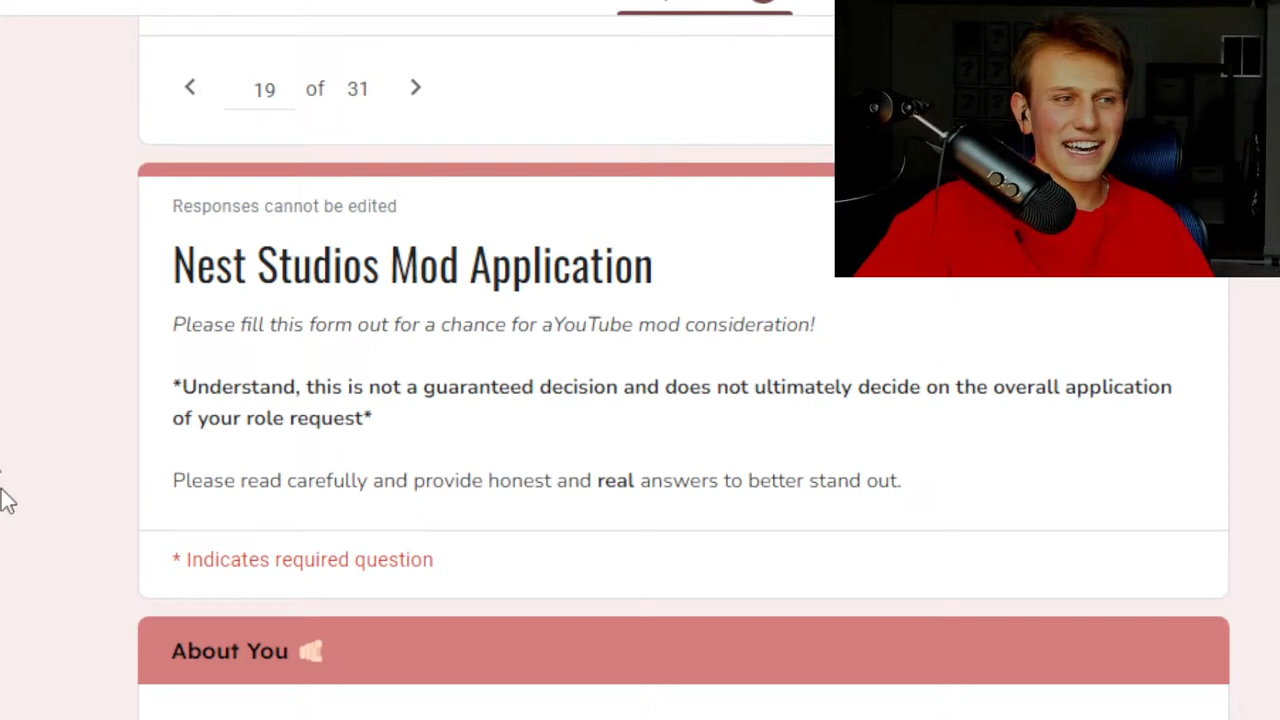 19 of 31
Responses cannot be edited
Nest Studios Mod Application
Please fill this form out for a chance for aYouTube mod consideration!
*Understand, this is not a guaranteed decision and does not ultimately decide on the overall application
of your role request*
Please read carefully and provide honest and real answers to better stand out.
* Indicates required question
About You